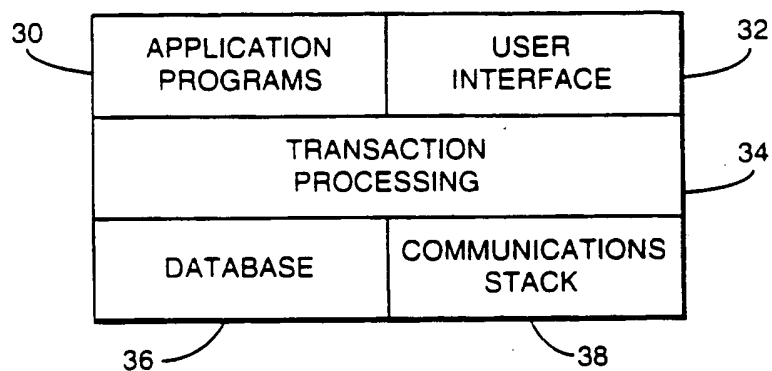 30
APPLICATION
PROGRAMS
USER
INTERFACE
32
TRANSACTION
PROCESSING
34
DATABASE
COMMUNICATIONS
STACK
36
38